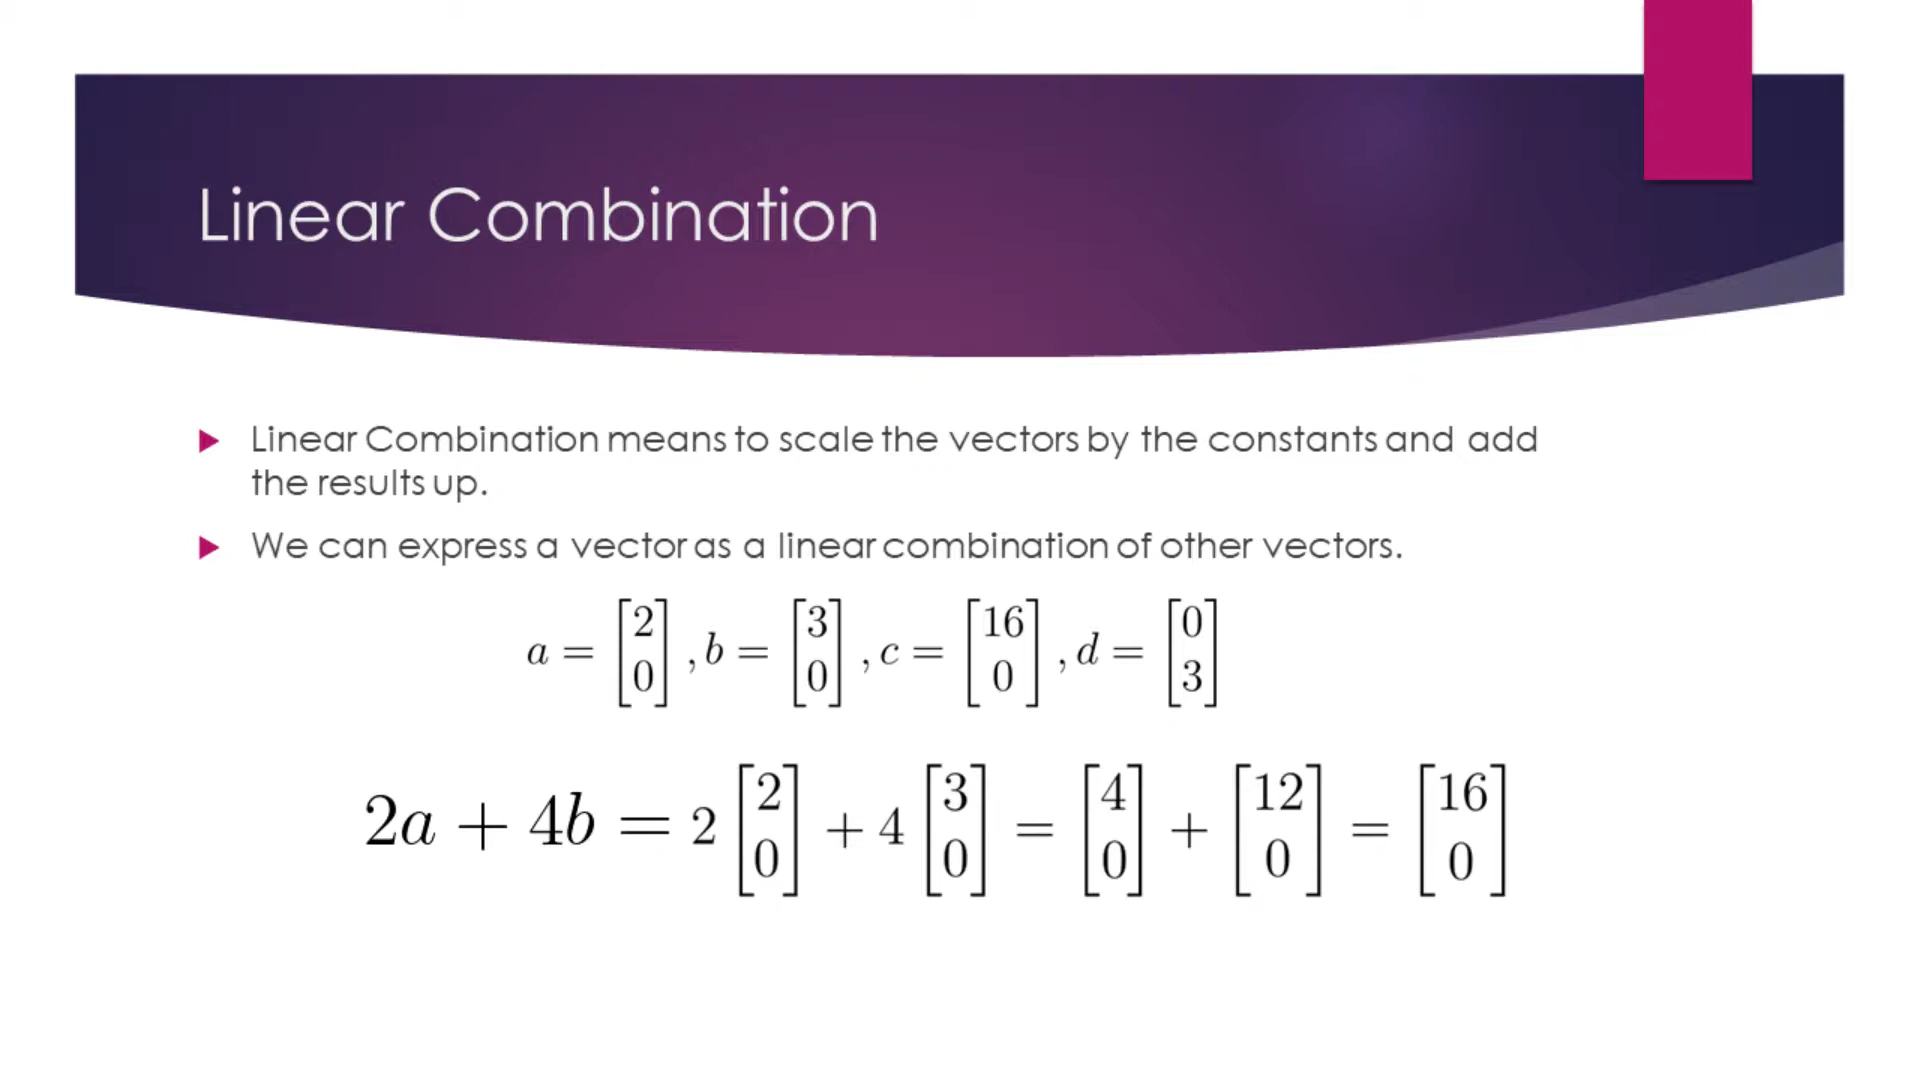 Linear Combination
Linear Combination means to scale the vectors by the constants and add
the results up.
We can express a vector as a linear combination of other vectors.
a = [2 0], b = [3 0], c = [16 0], d = [0 3]
2a + 4b = 2 [2 0] + 4 [3 0] = [4 0] + [12 0] = [16 0]